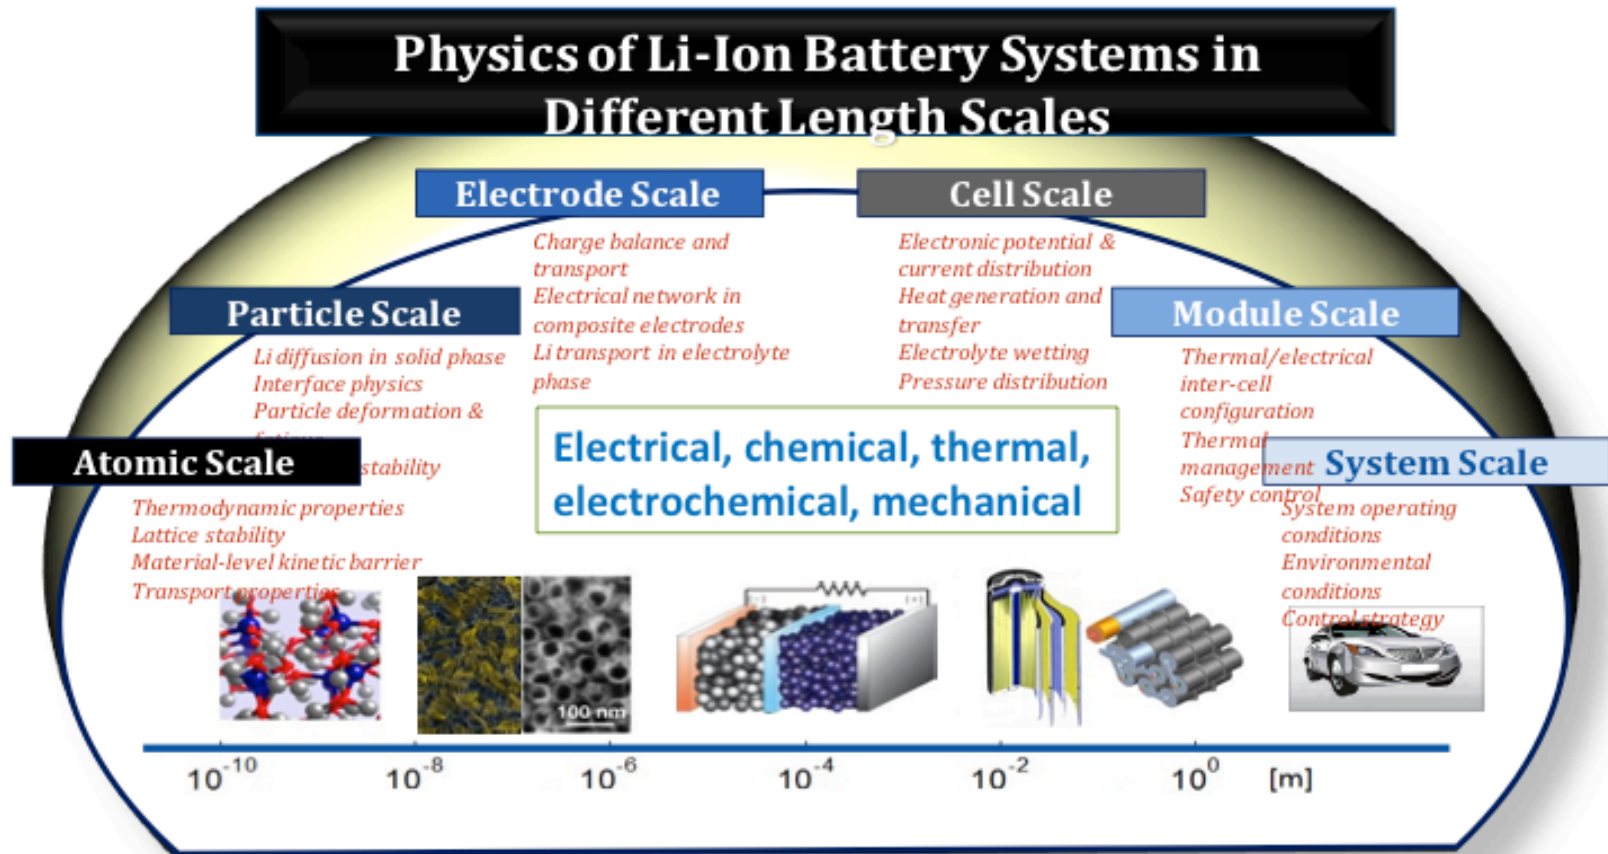 Physics of Li-Ion Battery Systems in
Different Length Scales
Electrode Scale
Charge balance and
transport
Electrical network in
composite electrodes
Li transport in electrolyte
phase
Cell Scale
Electronic potential &
current distribution
Heat generation and
transfer
Electrolyte wetting
Pressure distribution
Particle Scale
Li diffusion in solid phase
Interface physics
Particle deformation &
stability
Module Scale
Thermal/electrical
inter-cell
configuration
Thermal
management
Safety control
Atomic Scale
Thermodynamic properties
Lattice stability
Material-level kinetic barrier
Transport properties
Electrical, chemical, thermal,
electrochemical, mechanical
System Scale
System operating
conditions
Environmental
conditions
Control strategy
(-)
(+)
100 nm
10⁻¹⁰ 10⁻⁸ 10⁻⁶ 10⁻⁴ 10⁻² 10⁰ [m]